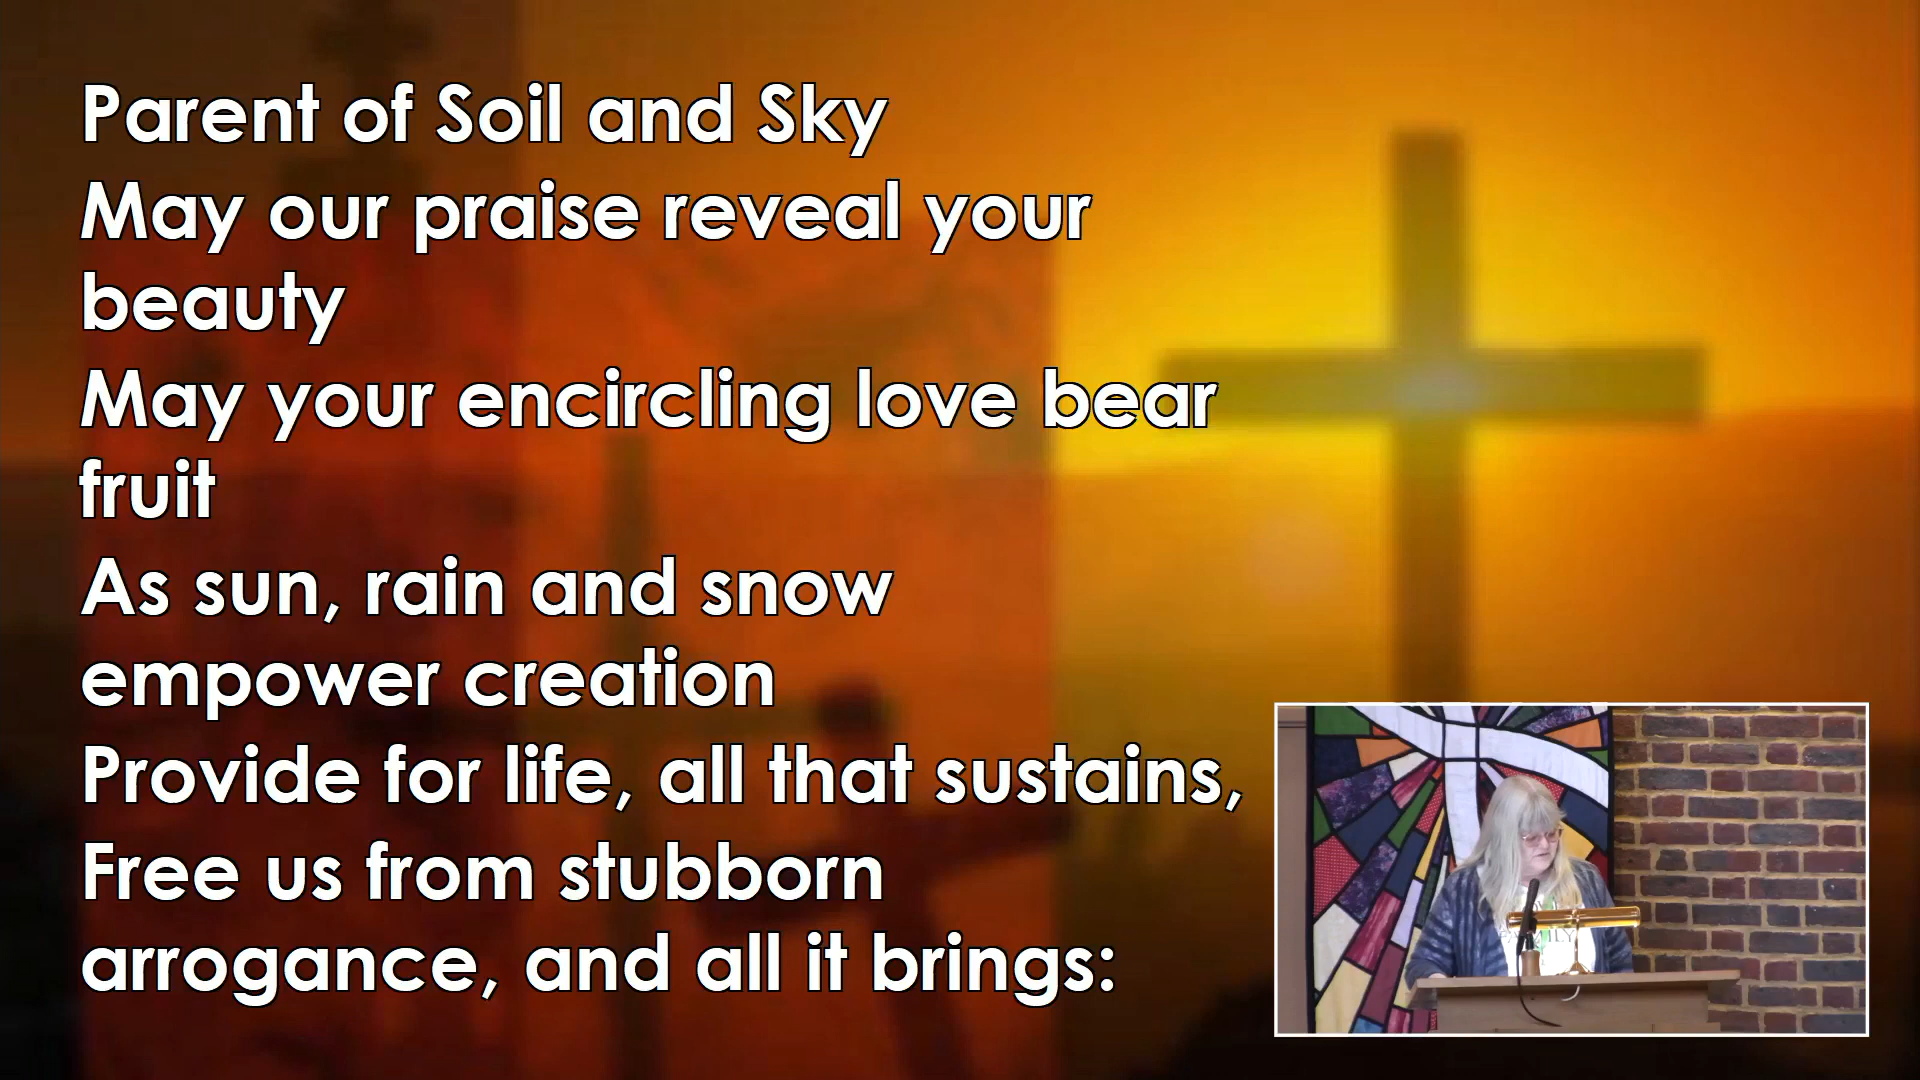 Parent of Soil and Sky
May our praise reveal your
beauty
May your encircling love bear
fruit
As sun, rain and snow
empower creation
Provide for life, all that sustains,
Free us from stubborn
arrogance, and all it brings: